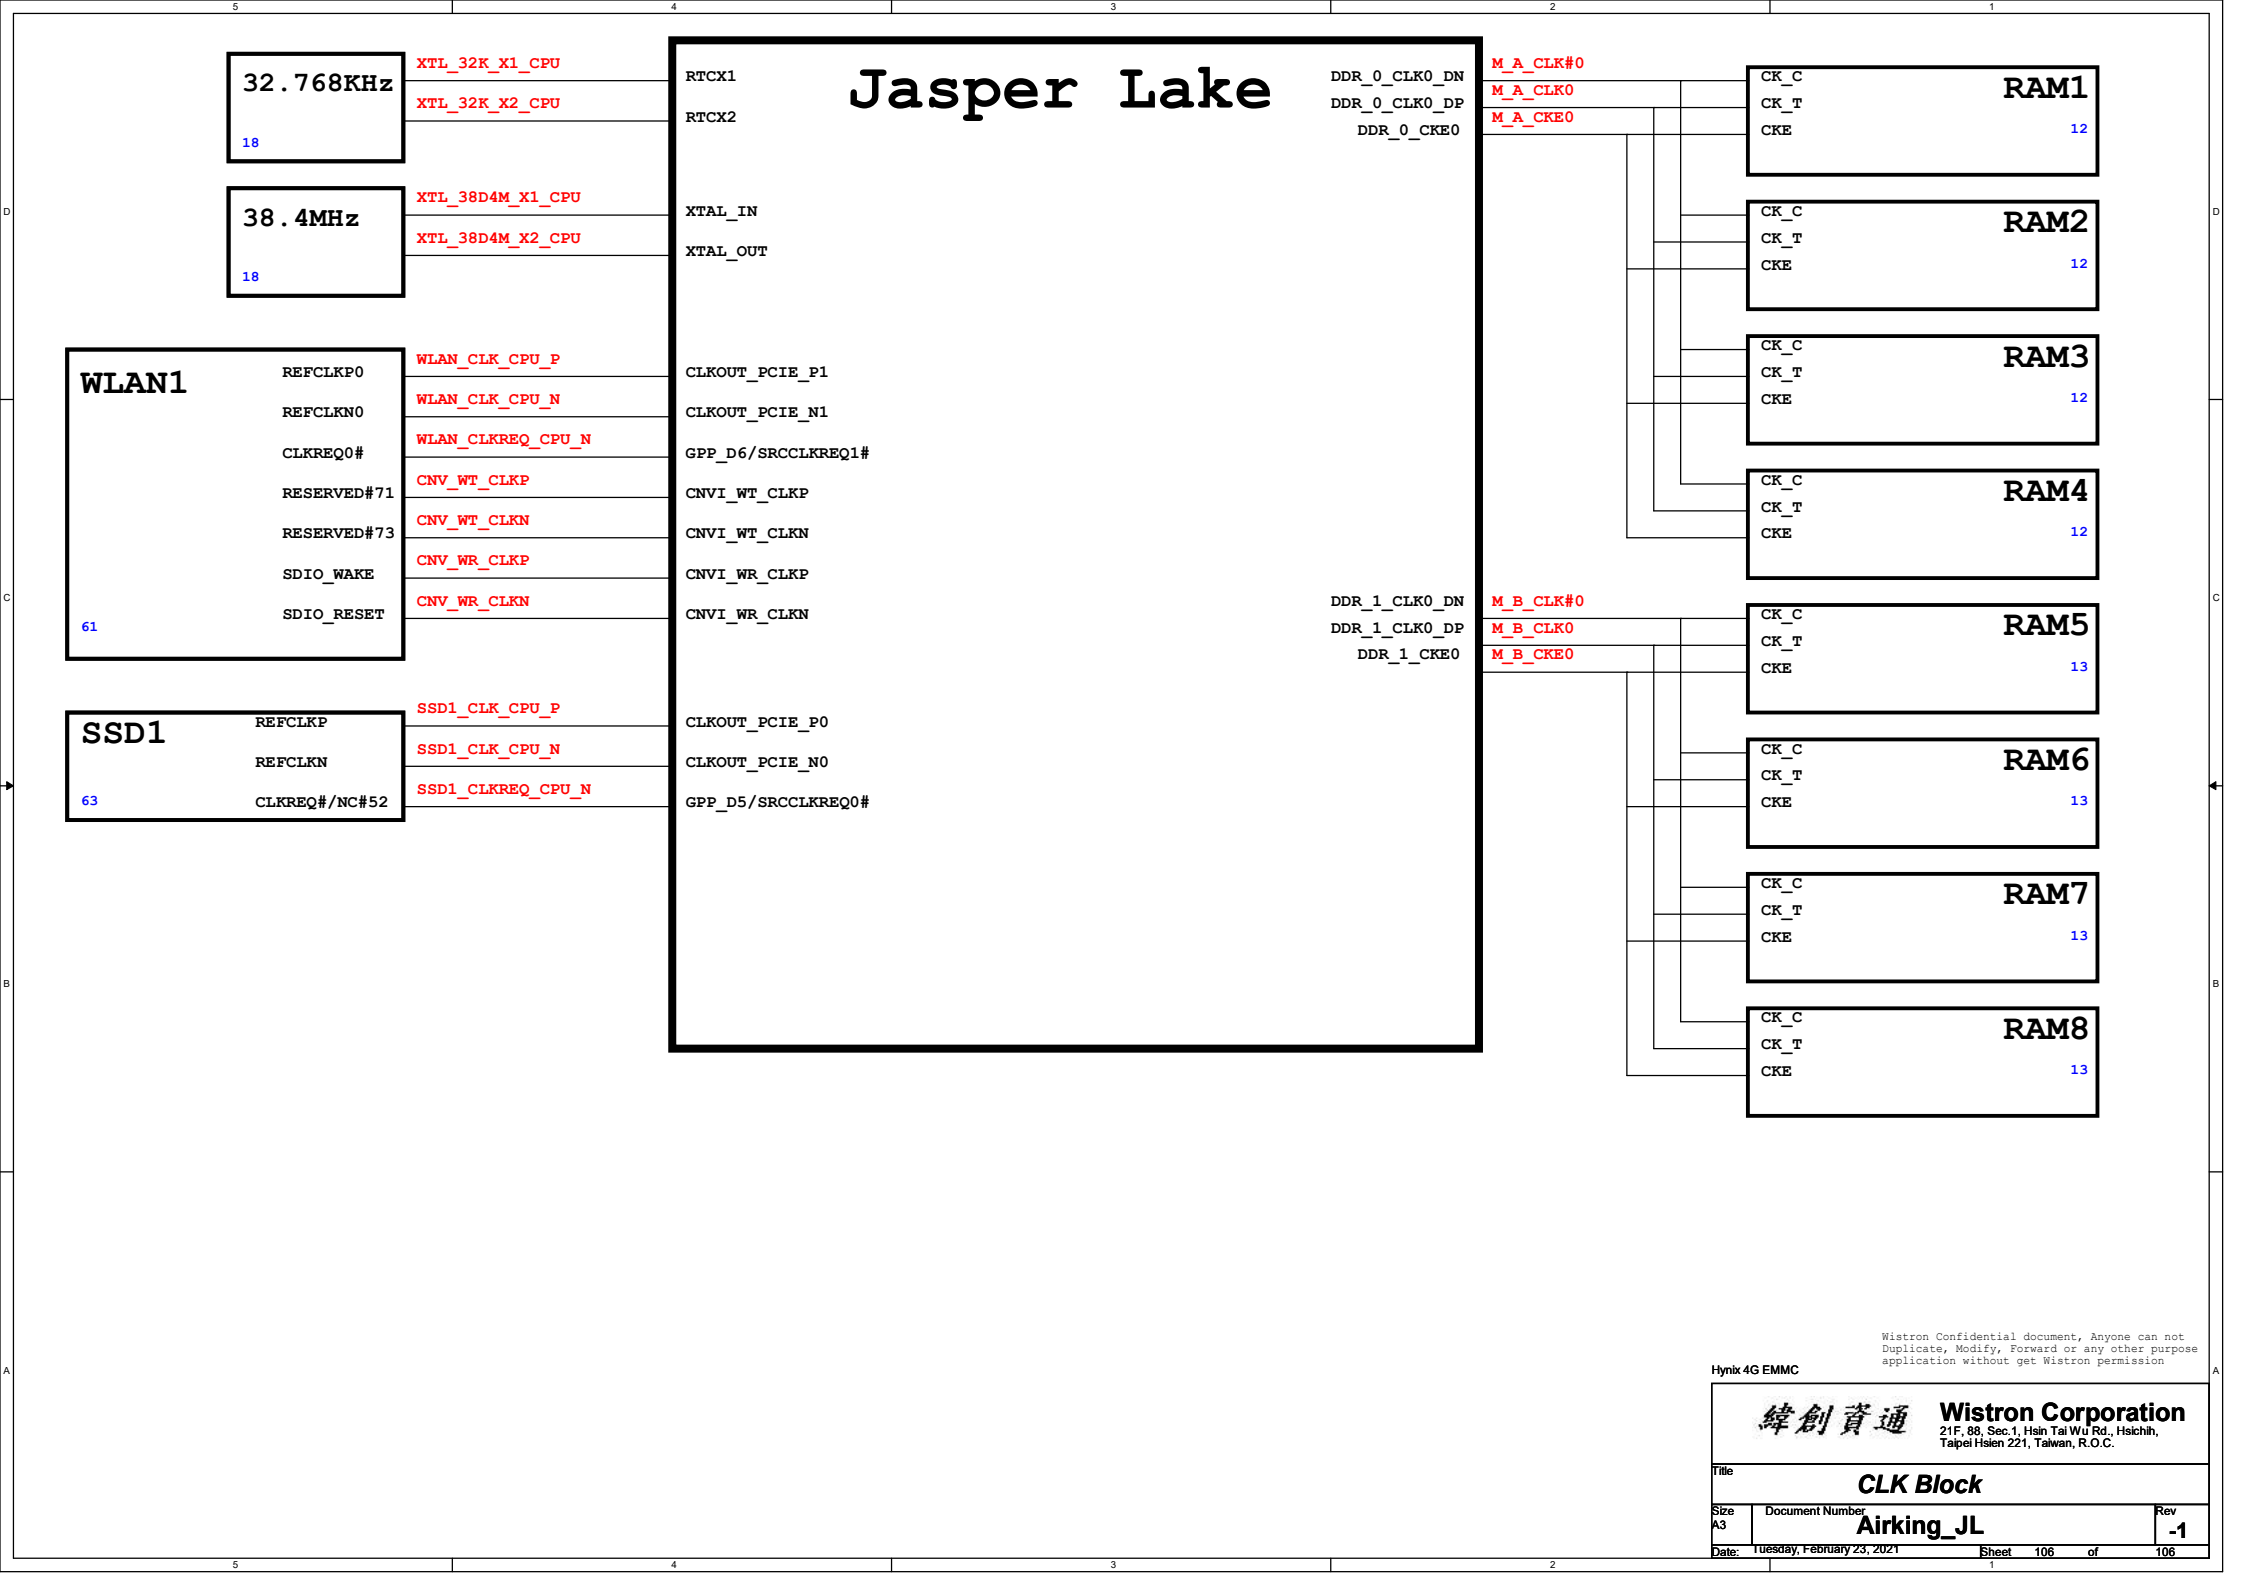 5 4 3 2 1
D
C
B
A
D
C
B
A
32.768KHz
18
XTL_32K_X1_CPU
XTL_32K_X2_CPU
38.4MHz
18
XTL_38D4M_X1_CPU
XTL_38D4M_X2_CPU
WLAN1
61
REFCLKP0
REFCLKN0
CLKREQ0#
RESERVED#71
RESERVED#73
SDIO_WAKE
SDIO_RESET
WLAN_CLK_CPU_P
WLAN_CLK_CPU_N
WLAN_CLKREQ_CPU_N
CNV_WT_CLKP
CNV_WT_CLKN
CNV_WR_CLKP
CNV_WR_CLKN
SSD1
63
REFCLKP
REFCLKN
CLKREQ#/NC#52
SSD1_CLK_CPU_P
SSD1_CLK_CPU_N
SSD1_CLKREQ_CPU_N
Jasper Lake
RTCX1
RTCX2
XTAL_IN
XTAL_OUT
CLKOUT_PCIE_P1
CLKOUT_PCIE_N1
GPP_D6/SRCCLKREQ1#
CNVI_WT_CLKP
CNVI_WT_CLKN
CNVI_WR_CLKP
CNVI_WR_CLKN
CLKOUT_PCIE_P0
CLKOUT_PCIE_N0
GPP_D5/SRCCLKREQ0#
DDR_0_CLK0_DN
DDR_0_CLK0_DP
DDR_0_CKE0
M_A_CLK#0
M_A_CLK0
M_A_CKE0
DDR_1_CLK0_DN
DDR_1_CLK0_DP
DDR_1_CKE0
M_B_CLK#0
M_B_CLK0
M_B_CKE0
CK_C
CK_T
CKE
RAM1
12
CK_C
CK_T
CKE
RAM2
12
CK_C
CK_T
CKE
RAM3
12
CK_C
CK_T
CKE
RAM4
12
CK_C
CK_T
CKE
RAM5
13
CK_C
CK_T
CKE
RAM6
13
CK_C
CK_T
CKE
RAM7
13
CK_C
CK_T
CKE
RAM8
13
Wistron Confidential document, Anyone can not
Duplicate, Modify, Forward or any other purpose
application without get Wistron permission
Hynix 4G EMMC
緯創資通
Wistron Corporation
21F, 88, Sec.1, Hsin Tai Wu Rd., Hsichih,
Taipei Hsien 221, Taiwan, R.O.C.
Title
CLK Block
Size
A3
Document Number
Airking_JL
Rev
-1
Date: Tuesday, February 23, 2021 Sheet 106 of 106
5 4 3 2 1